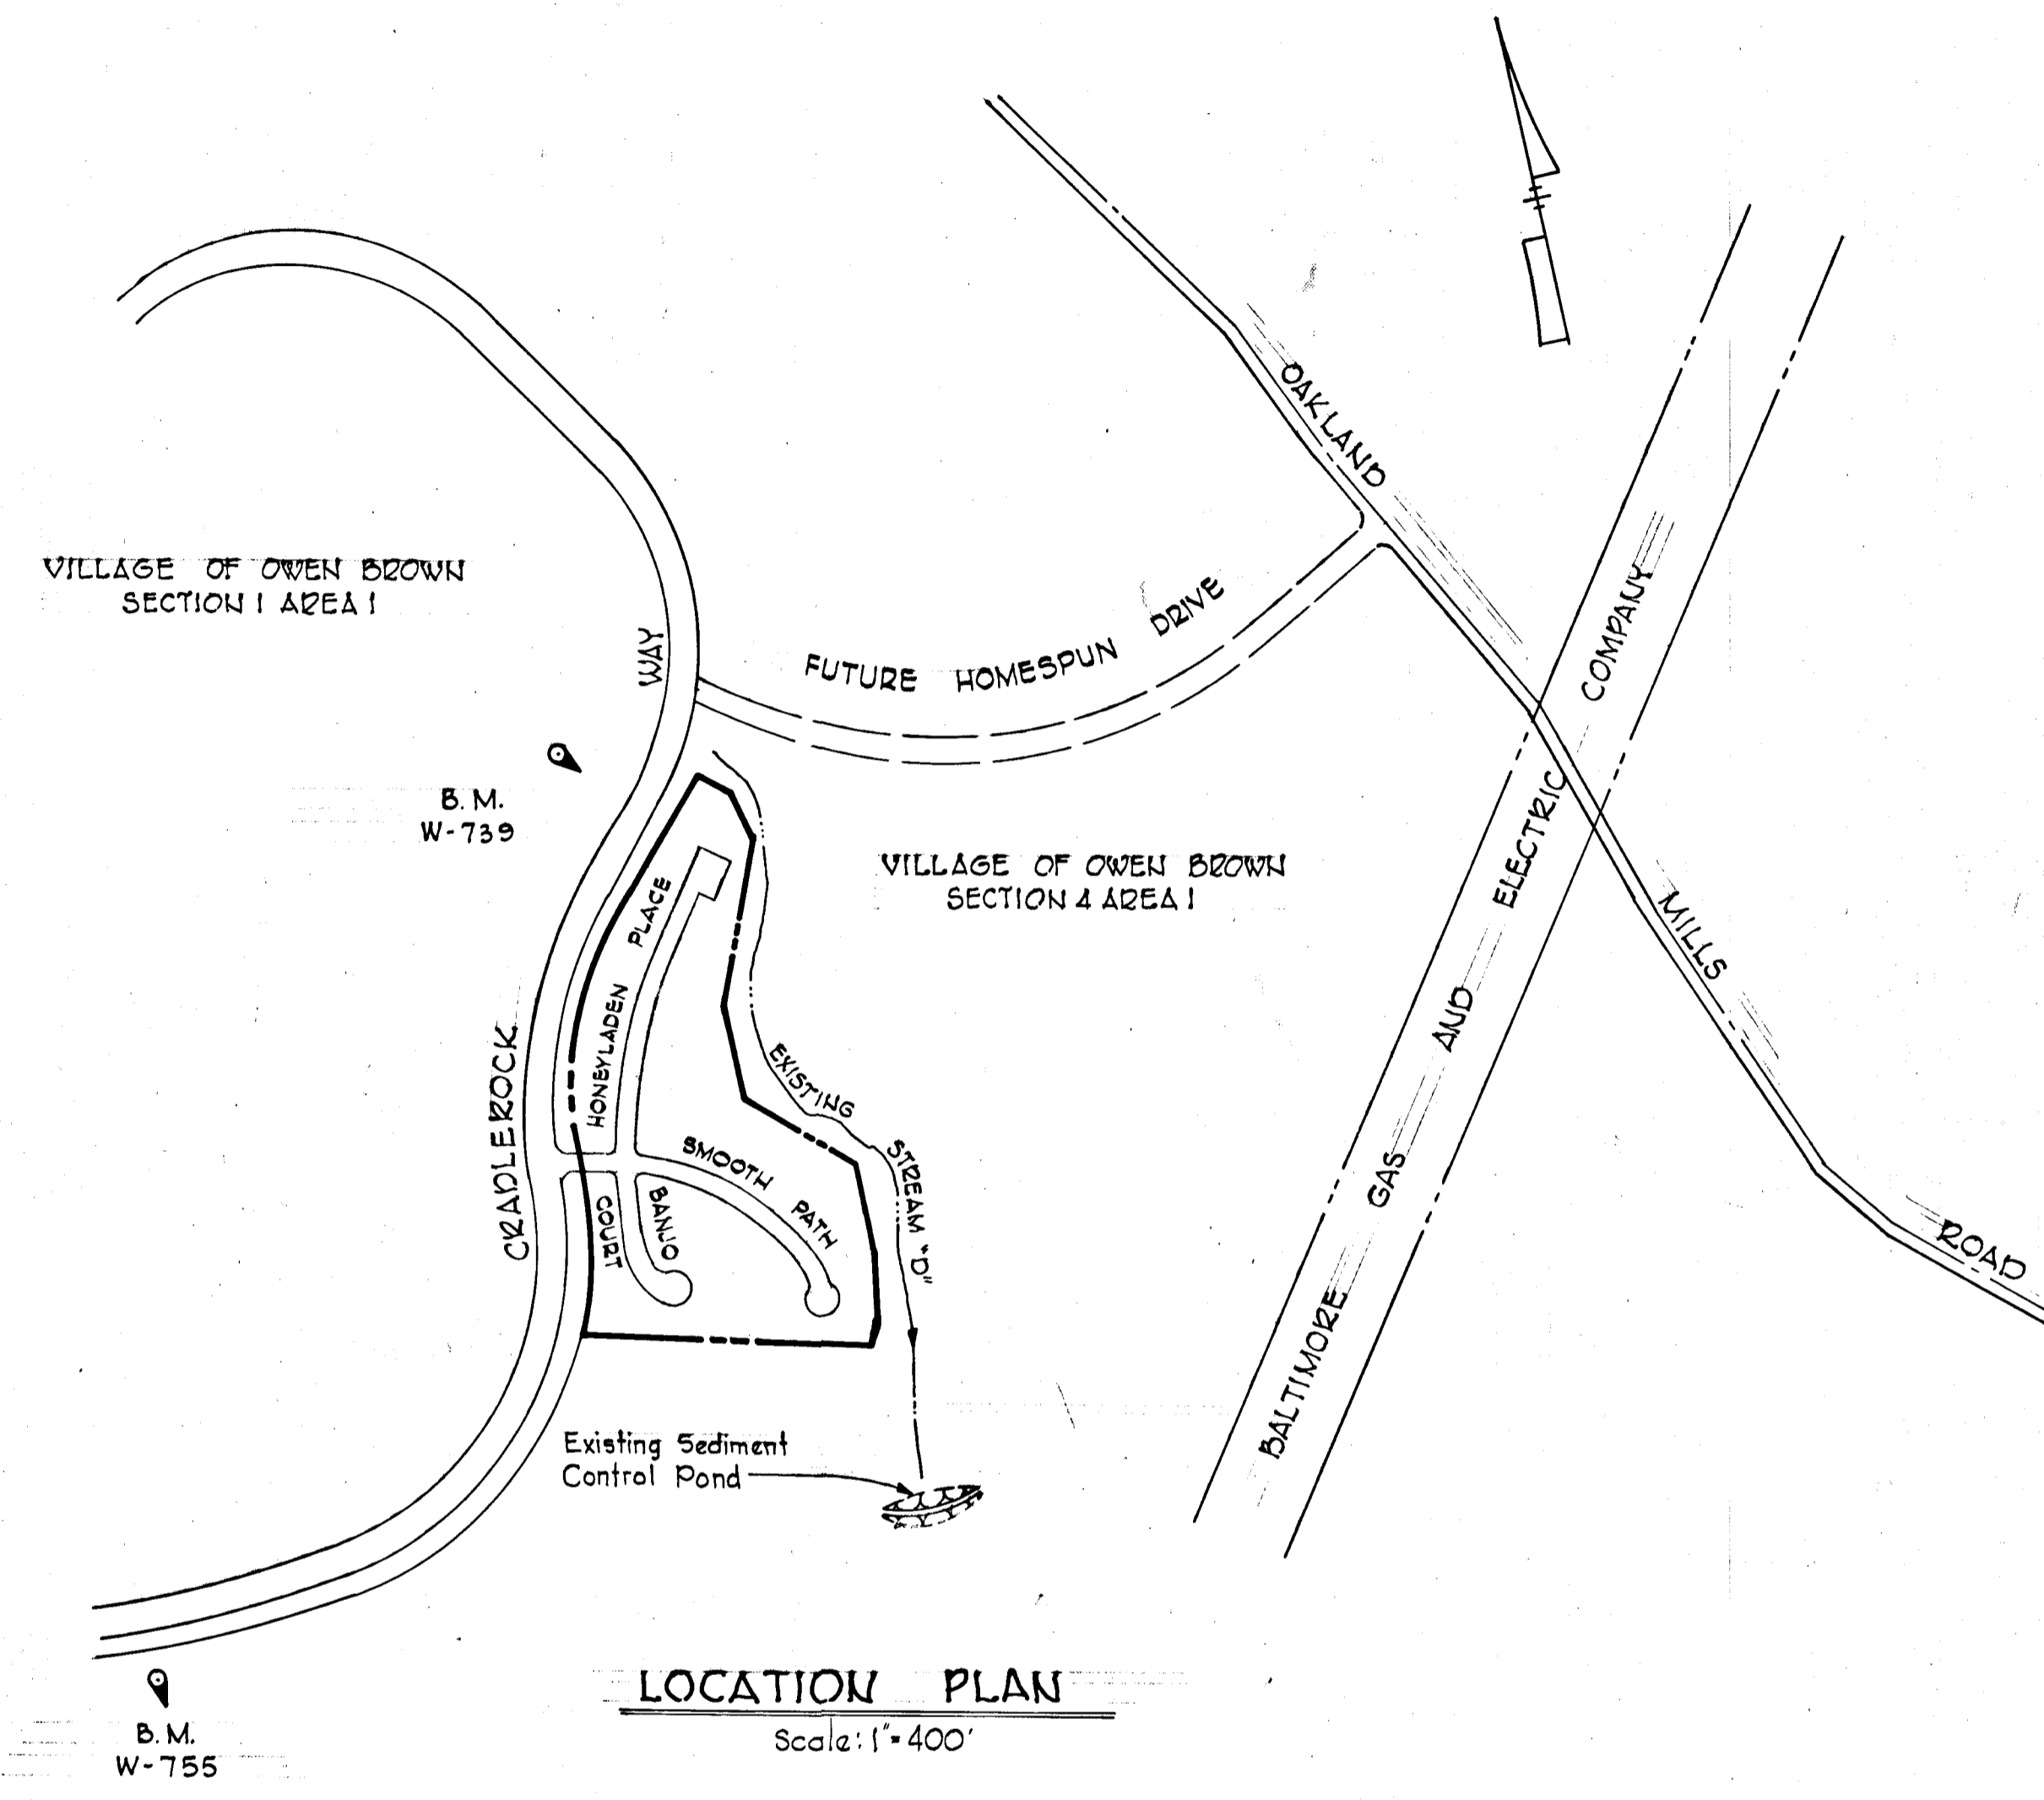 OAKLAND
MILLS
ROAD
VILLAGE OF OWEN BROWN
SECTION 1 AREA 1
WAY
CRADLEROCK
FUTURE HOMESPUN DRIVE
B.M.
W-739
VILLAGE OF OWEN BROWN
SECTION 4 AREA 1
BALTIMORE GAS AND ELECTRIC COMPANY
HONEYLADEN PLACE
SMOOTH PATH
BANJO
COURT
EXISTING STREAM "D"
Existing Sediment
Control Pond
LOCATION PLAN
Scale: 1"=400'
B.M.
W-755